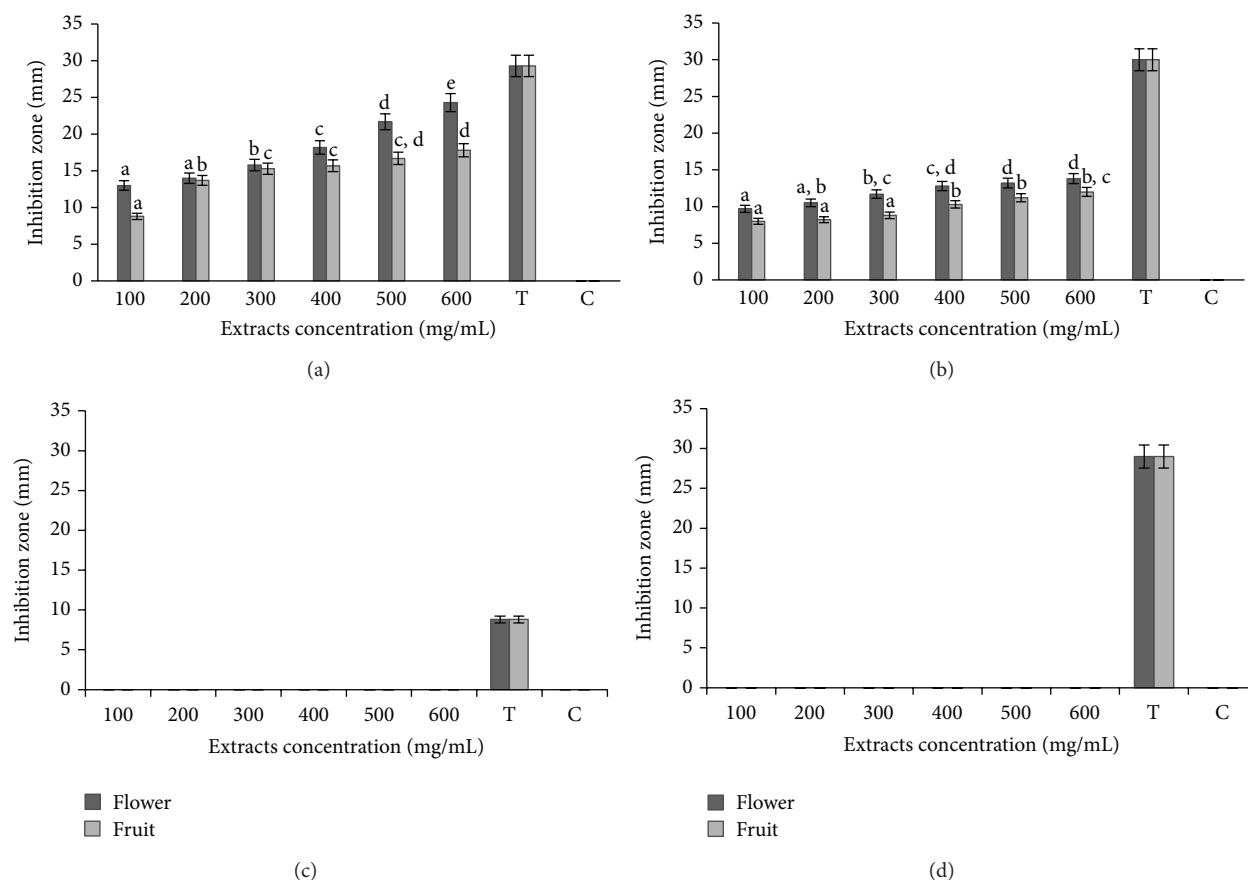 35
30
25
20
15
10
5
0
Inhibition zone (mm)
a
a
a
b
b
c
c
c
d
c, d
e
d
100 200 300 400 500 600 T C
Extracts concentration (mg/mL)
(a)
35
30
25
20
15
10
5
0
Inhibition zone (mm)
a
a
a, b
a
b, c
a
c, d
b
d
b
d
b, c
100 200 300 400 500 600 T C
Extracts concentration (mg/mL)
(b)
35
30
25
20
15
10
5
0
Inhibition zone (mm)
100 200 300 400 500 600 T C
Extracts concentration (mg/mL)
Flower
Fruit
(c)
35
30
25
20
15
10
5
0
Inhibition zone (mm)
100 200 300 400 500 600 T C
Extracts concentration (mg/mL)
Flower
Fruit
(d)